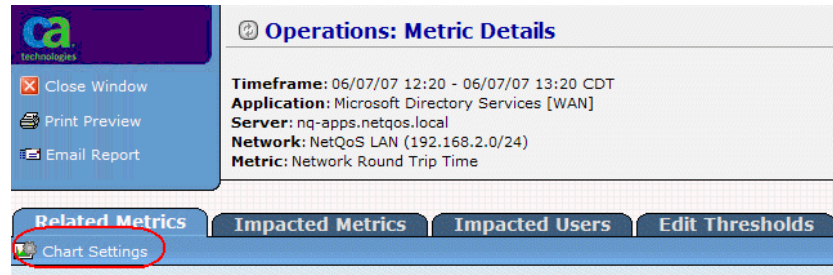 ca
technologies
Operations: Metric Details
Close Window
Print Preview
Email Report
Timeframe: 06/07/07 12:20 - 06/07/07 13:20 CDT
Application: Microsoft Directory Services [WAN]
Server: nq-apps.netqos.local
Network: NetQoS LAN (192.168.2.0/24)
Metric: Network Round Trip Time
Related Metrics Impacted Metrics Impacted Users Edit Thresholds
Chart Settings